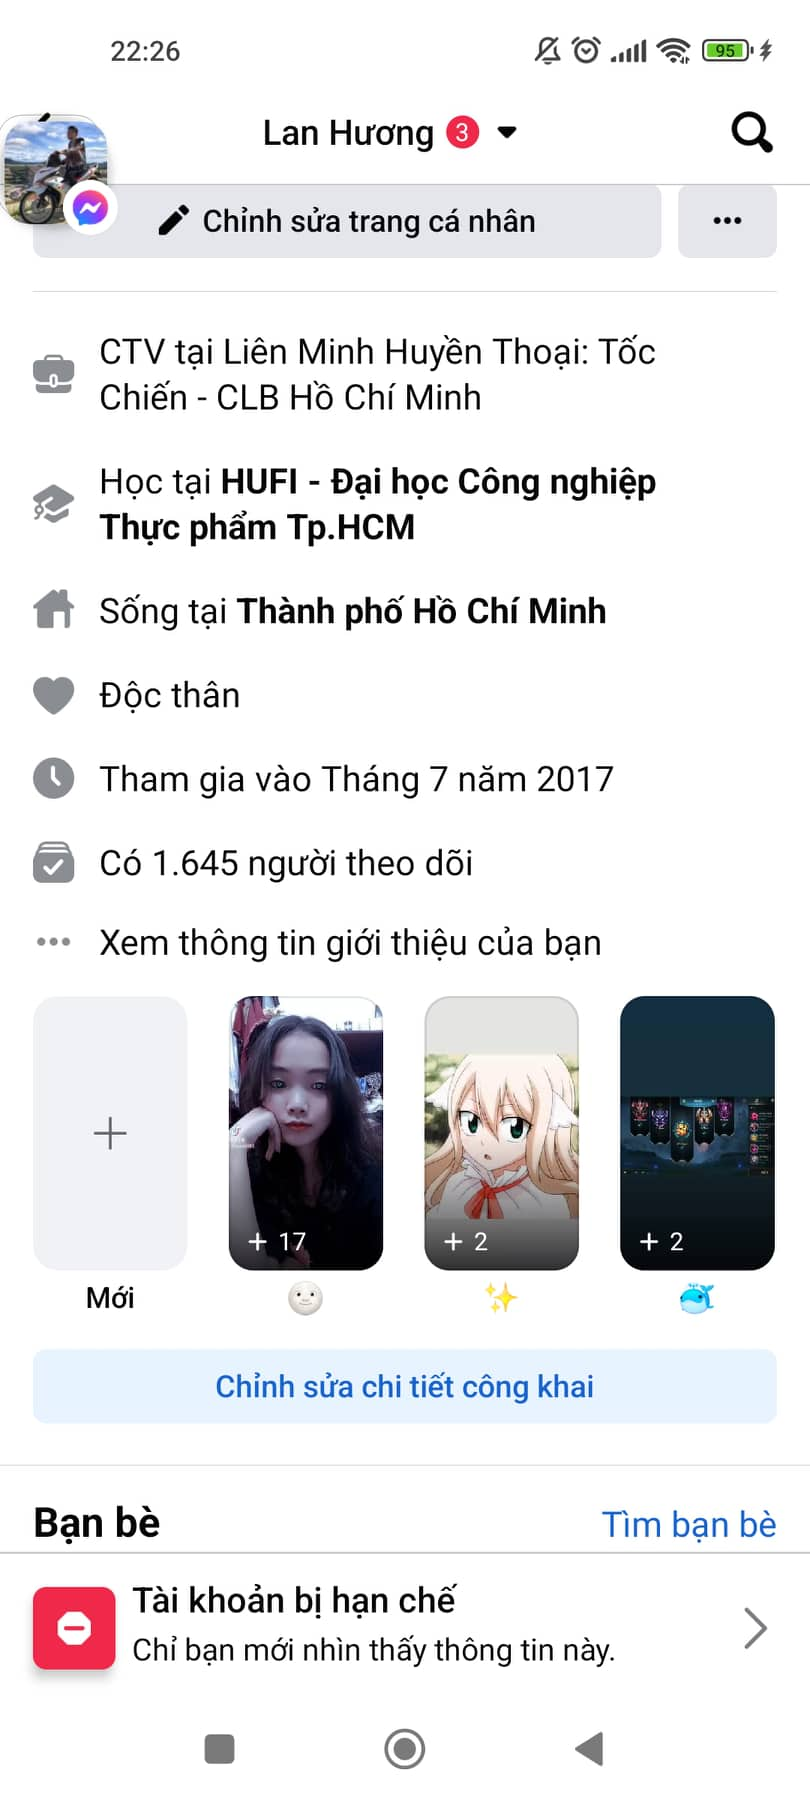 22:26
95
Lan Hương 3
Chỉnh sửa trang cá nhân
CTV tại Liên Minh Huyền Thoại: Tốc
Chiến - CLB Hồ Chí Minh
Học tại HUFI - Đại học Công nghiệp
Thực phẩm Tp.HCM
Sống tại Thành phố Hồ Chí Minh
Độc thân
Tham gia vào Tháng 7 năm 2017
Có 1.645 người theo dõi
Xem thông tin giới thiệu của bạn
+ 17
+ 2
+ 2
Mới
Chỉnh sửa chi tiết công khai
Bạn bè
Tìm bạn bè
Tài khoản bị hạn chế
Chỉ bạn mới nhìn thấy thông tin này.